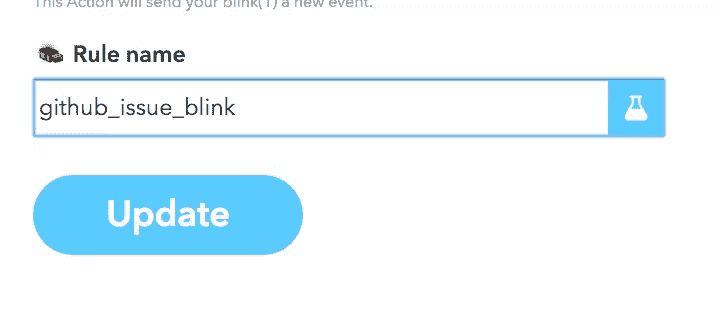 This Action will send your blink(1) a new event.
Rule name
github_issue_blink
Update